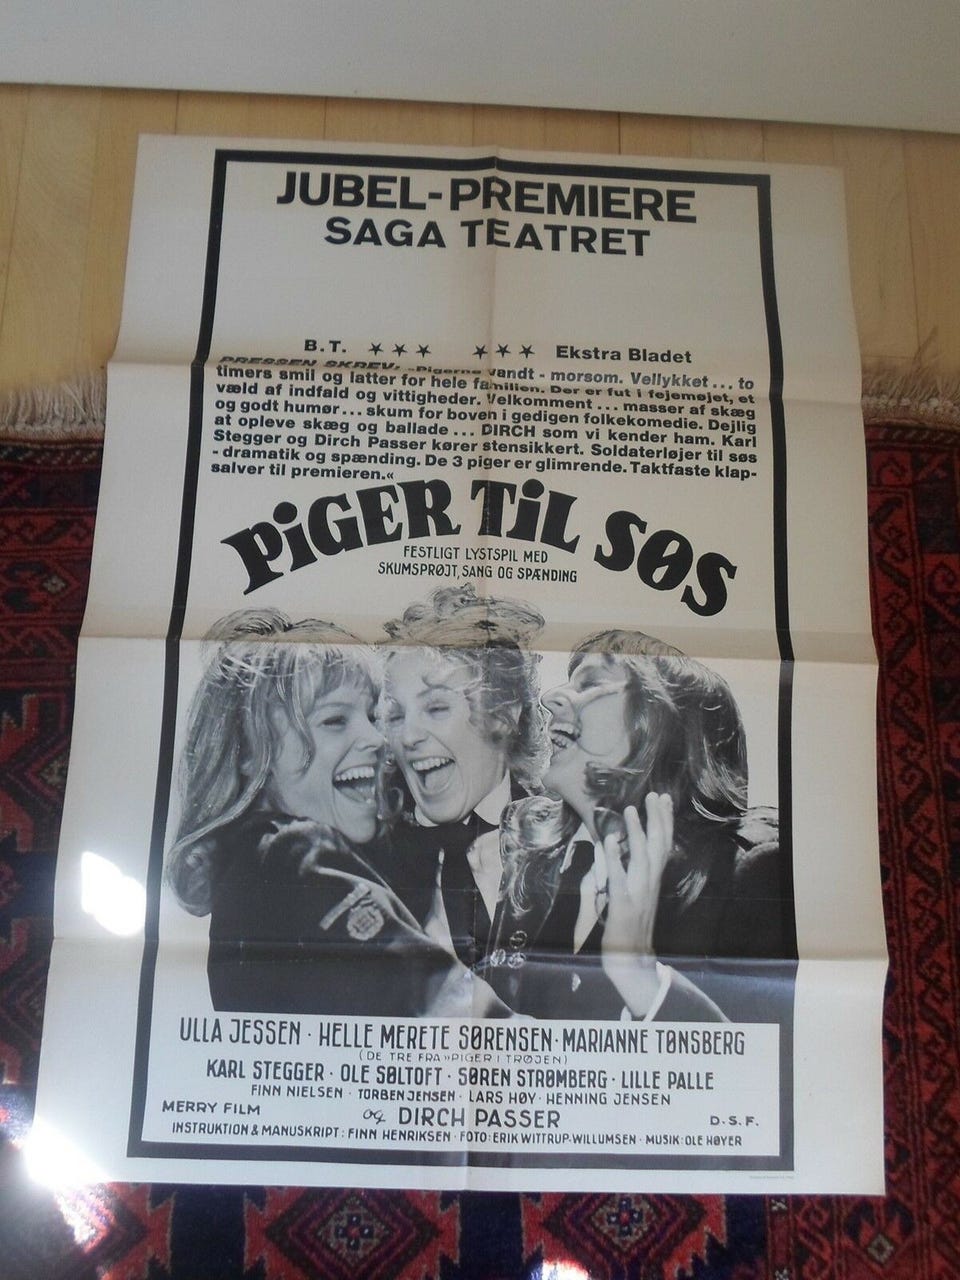 JUBEL-PREMIERE
SAGA TEATRET
B.T. ★★★ ★★★ Ekstra Bladet
PRESSEN SKREV: »Pigerne vandt - morsom. Vellykket... to
timers smil og latter for hele familien. Der er fut i fejemøjet, et
væld af indfald og vittigheder. Velkomment... masser af skæg
og godt humør... skum for boven i gedigen folkekomedie. Dejlig
at opleve skæg og ballade... DIRCH som vi kender ham. Karl
Stegger og Dirch Passer kører stensikkert. Soldaterløjer til søs
- dramatik og spænding. De 3 piger er glimrende. Taktfaste klap-
salver til premieren.«
PiGER TiL SØS
FESTLIGT LYSTSPIL MED
SKUMSPRØJT, SANG OG SPÆNDING
ULLA JESSEN · HELLE MERETE SØRENSEN · MARIANNE TØNSBERG
(DE TRE FRA »PIGER I TRØJEN)
KARL STEGGER · OLE SØLTOFT · SØREN STRØMBERG · LILLE PALLE
FINN NIELSEN · TORBEN JENSEN · LARS HØY · HENNING JENSEN
MERRY FILM og DIRCH PASSER D.S.F.
INSTRUKTION & MANUSKRIPT: FINN HENRIKSEN · FOTO: ERIK WITTRUP-WILLUMSEN · MUSIK: OLE HØYER